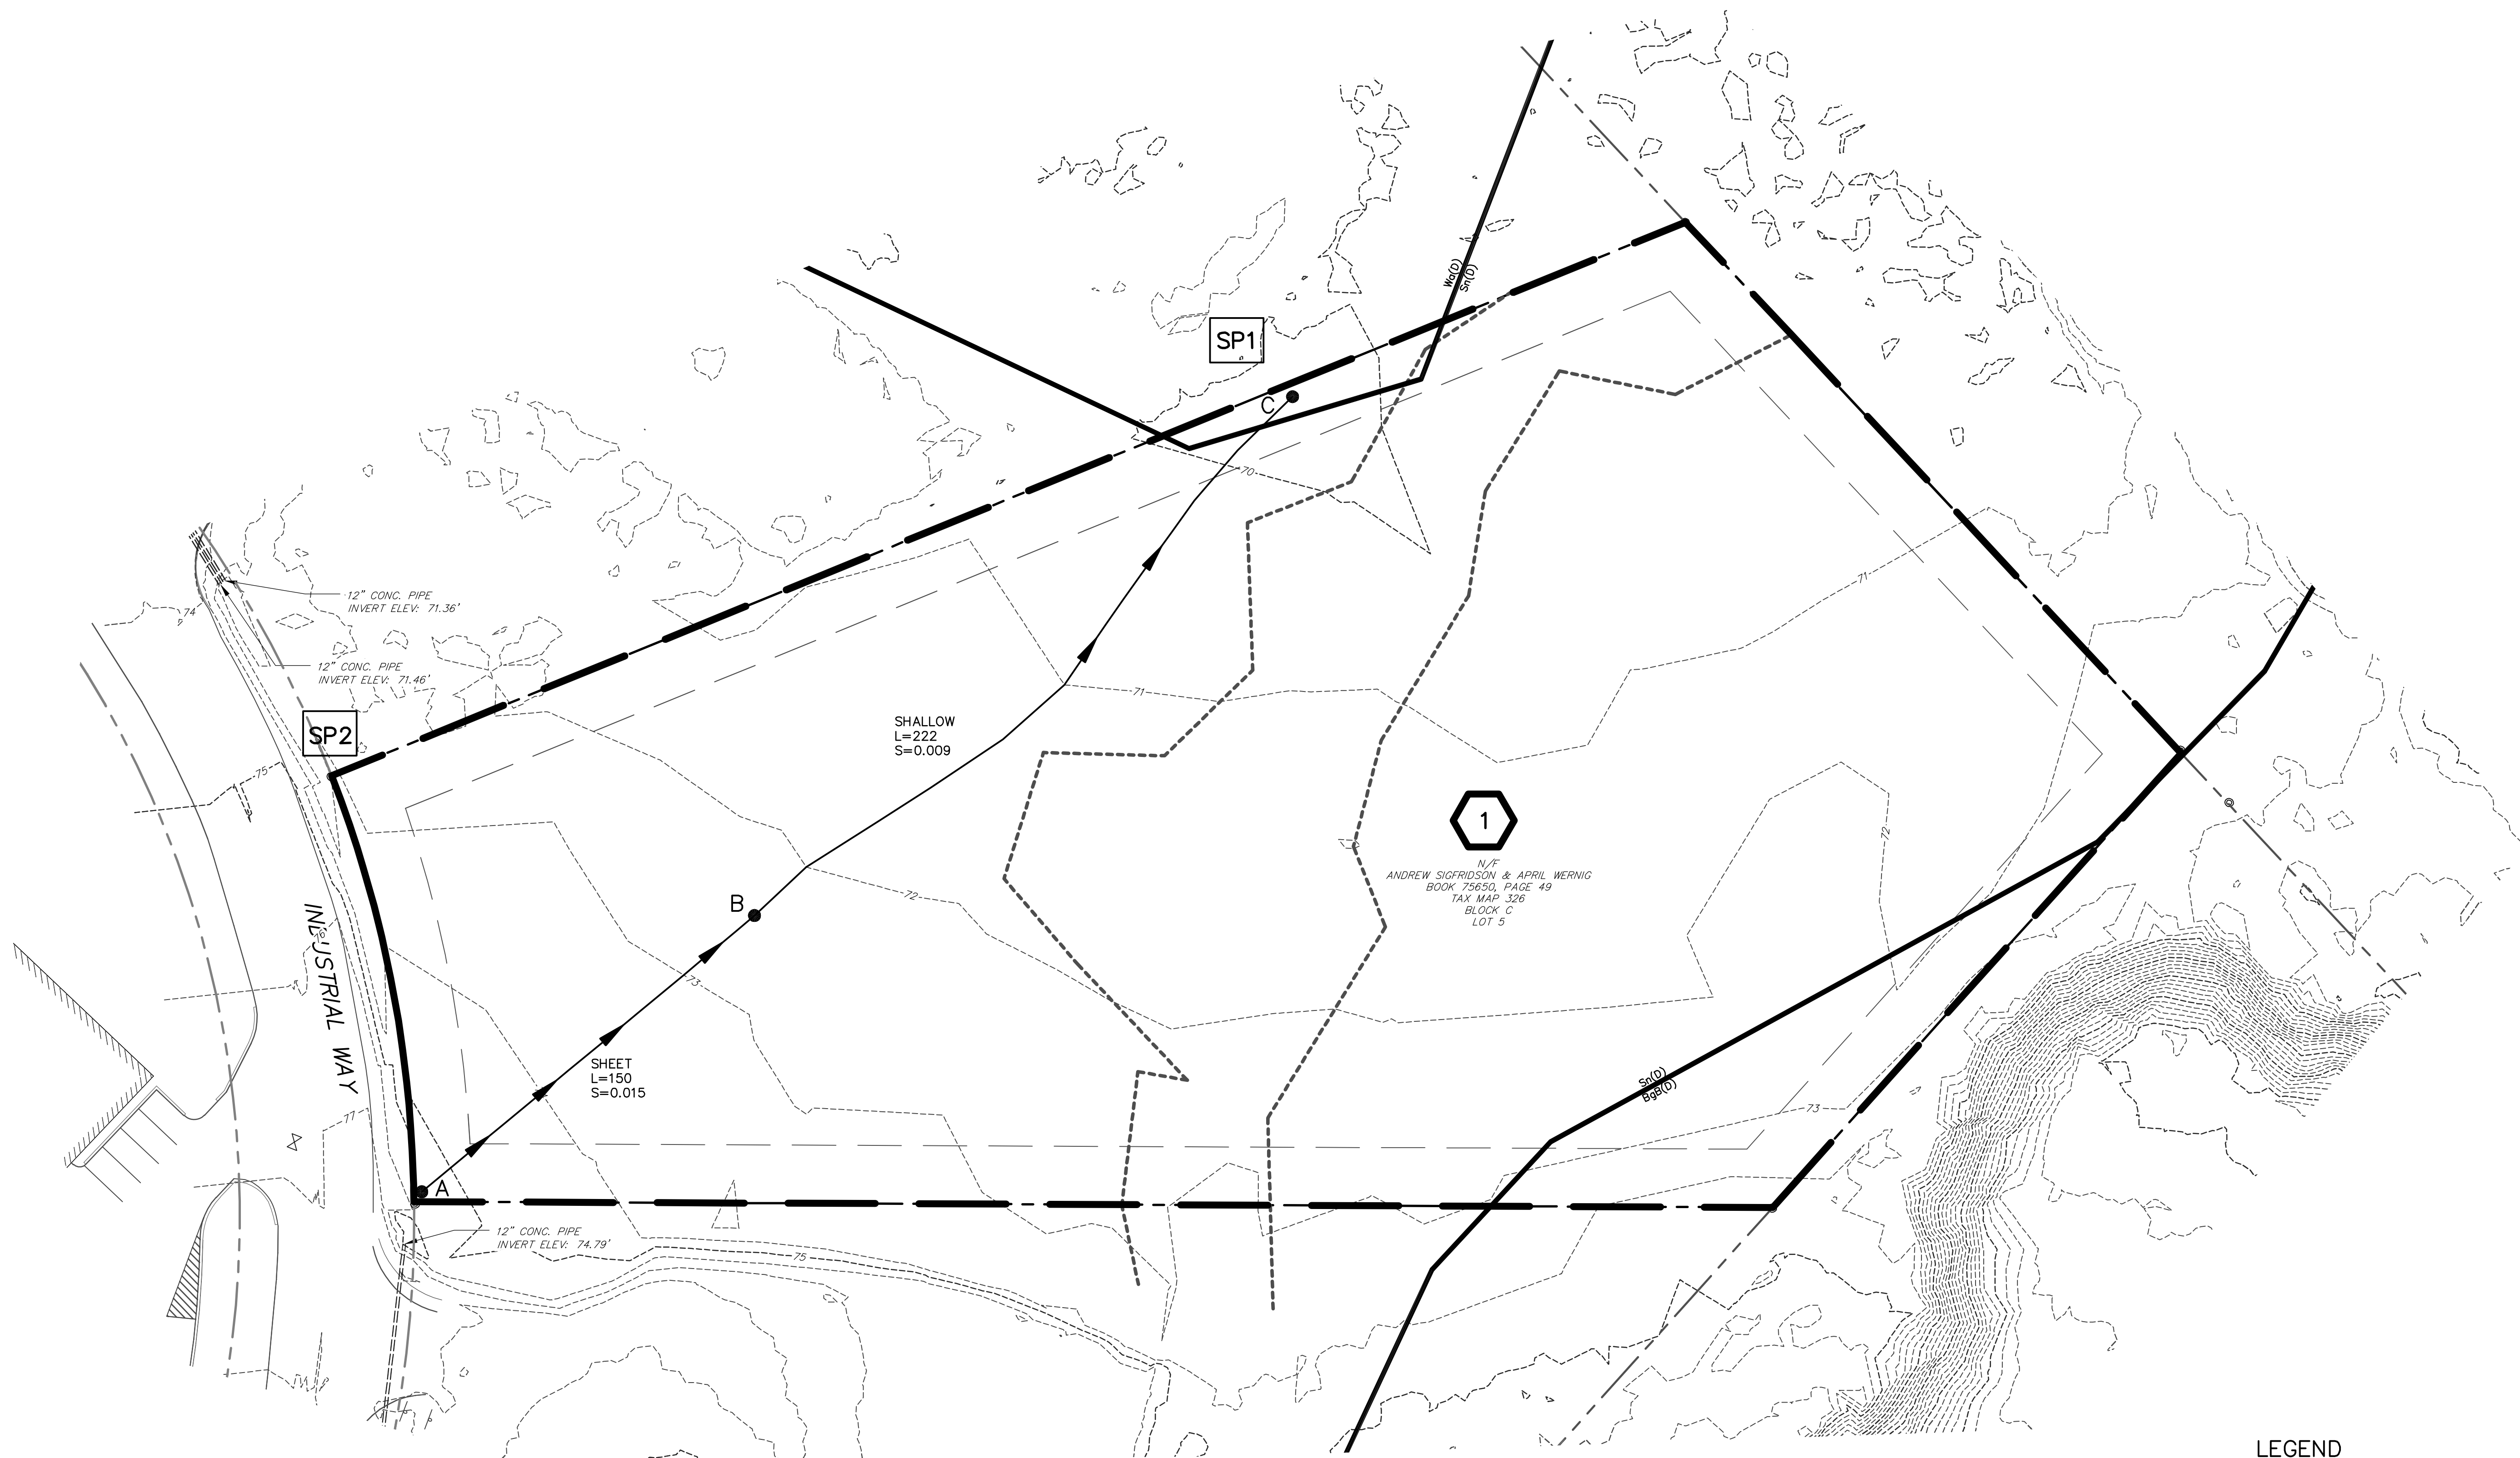 Wa(D)
Sn(D)
SP1
C
70
71
74
12" CONC. PIPE
INVERT ELEV: 71.36'
12" CONC. PIPE
INVERT ELEV: 71.46'
71
SP2
SHALLOW
L=222
S=0.009
75
1
72
N/F
ANDREW SIGFRIDSON & APRIL WERNIG
BOOK 75650, PAGE 49
TAX MAP 326
BLOCK C
LOT 5
72
B
INDUSTRIAL WAY
73
SHEET
L=150
S=0.015
Sn(D)
BgB(D)
77
73
A
12" CONC. PIPE
INVERT ELEV: 74.79'
75
LEGEND